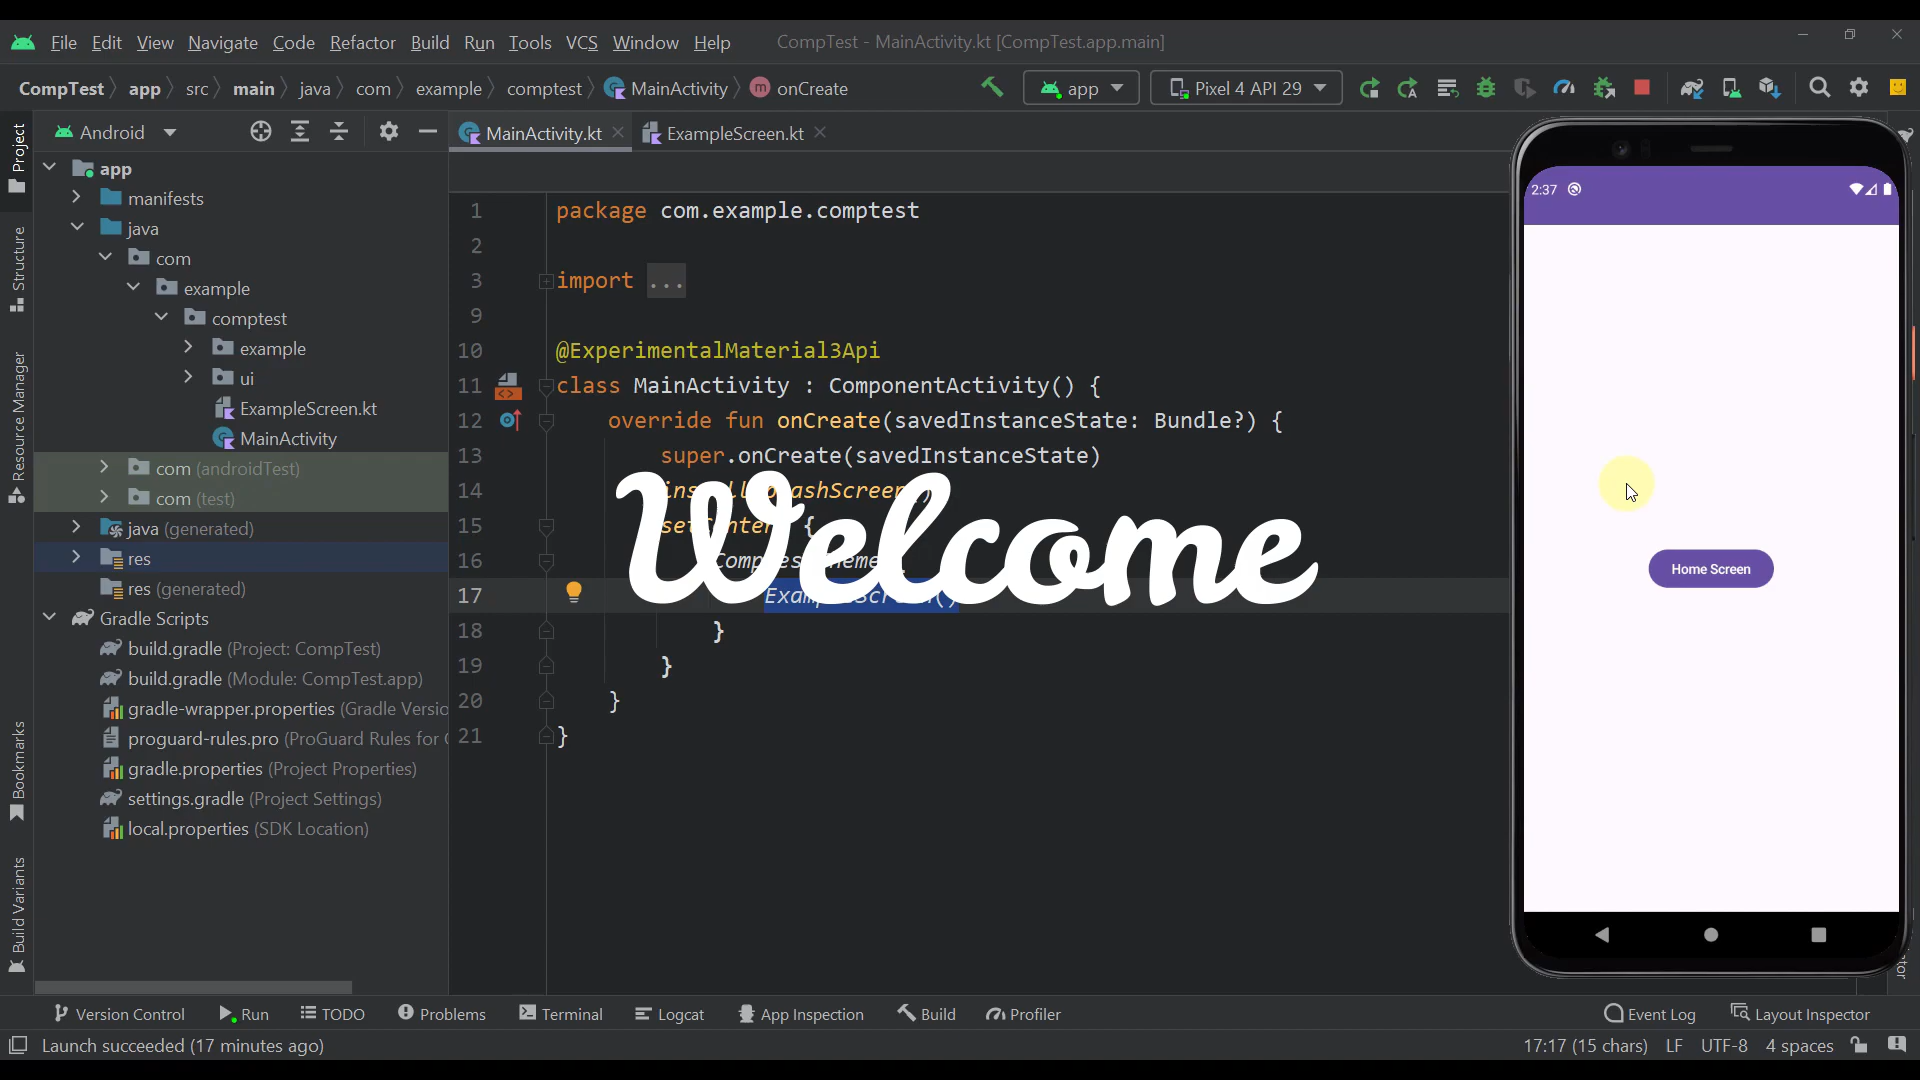 File Edit View Navigate Code Refactor Build Run Tools VCS Window Help CompTest - MainActivity.kt [CompTest.app.main]
CompTest app src main java com example comptest MainActivity onCreate app Pixel 4 API 29
Project
Structure
Resource Manager
Bookmarks
Build Variants
Android
app
manifests
java
com
example
comptest
example
ui
ExampleScreen.kt
MainActivity
com (androidTest)
com (test)
java (generated)
res
res (generated)
Gradle Scripts
build.gradle (Project: CompTest)
build.gradle (Module: CompTest.app)
gradle-wrapper.properties (Gradle Versio
proguard-rules.pro (ProGuard Rules for
gradle.properties (Project Properties)
settings.gradle (Project Settings)
local.properties (SDK Location)
MainActivity.kt ExampleScreen.kt
1 package com.example.comptest
2
3 import ...
9
10 @ExperimentalMaterial3Api
11 class MainActivity : ComponentActivity() {
12 override fun onCreate(savedInstanceState: Bundle?) {
13 super.onCreate(savedInstanceState)
14
15 {
16
17
18 }
19 }
20 }
21 }
Welcome
2:37
Home Screen
Version Control Run TODO Problems Terminal Logcat App Inspection Build Profiler Event Log Layout Inspector
Launch succeeded (17 minutes ago) 17:17 (15 chars) LF UTF-8 4 spaces